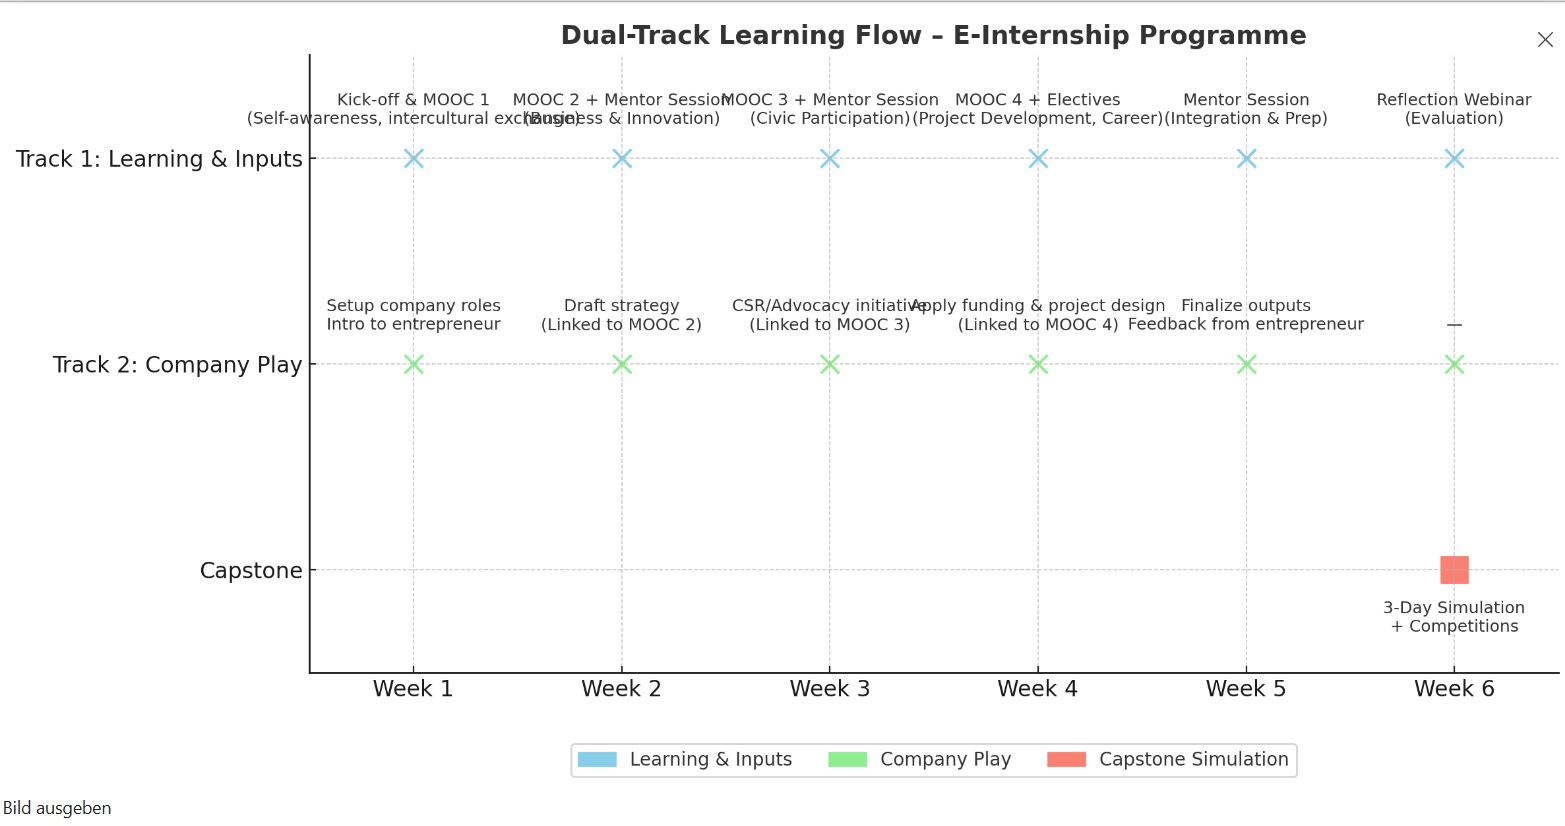 Dual-Track Learning Flow – E-Internship Programme
Kick-off & MOOC 1
(Self-awareness, intercultural exchange)
MOOC 2 + Mentor Session
(Business & Innovation)
MOOC 3 + Mentor Session
(Civic Participation)
MOOC 4 + Electives
(Project Development, Career)
Mentor Session
(Integration & Prep)
Reflection Webinar
(Evaluation)
Track 1: Learning & Inputs
Setup company roles
Intro to entrepreneur
Draft strategy
(Linked to MOOC 2)
CSR/Advocacy initiative
(Linked to MOOC 3)
Apply funding & project design
(Linked to MOOC 4)
Finalize outputs
Feedback from entrepreneur
—
Track 2: Company Play
Capstone
3-Day Simulation
+ Competitions
Week 1
Week 2
Week 3
Week 4
Week 5
Week 6
Learning & Inputs
Company Play
Capstone Simulation
Bild ausgeben